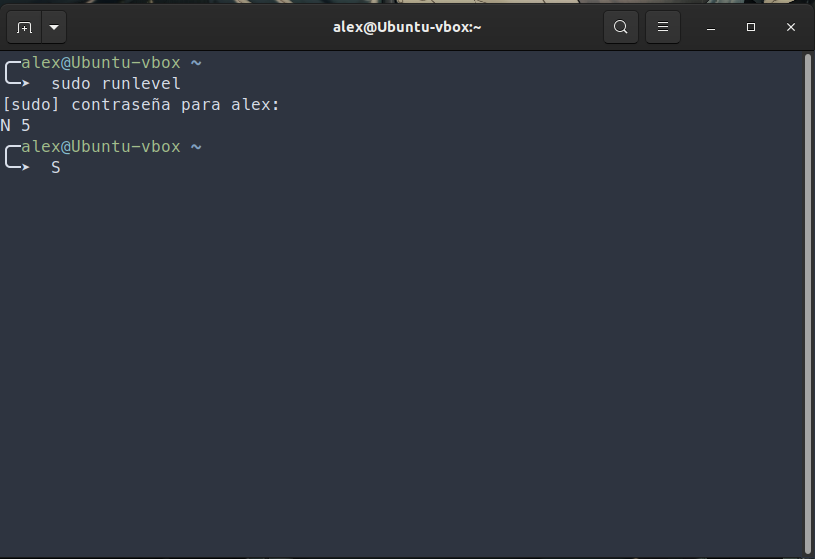 alex@Ubuntu-vbox:~
alex@Ubuntu-vbox ~
sudo runlevel
[sudo] contraseña para alex:
N 5
alex@Ubuntu-vbox ~
S